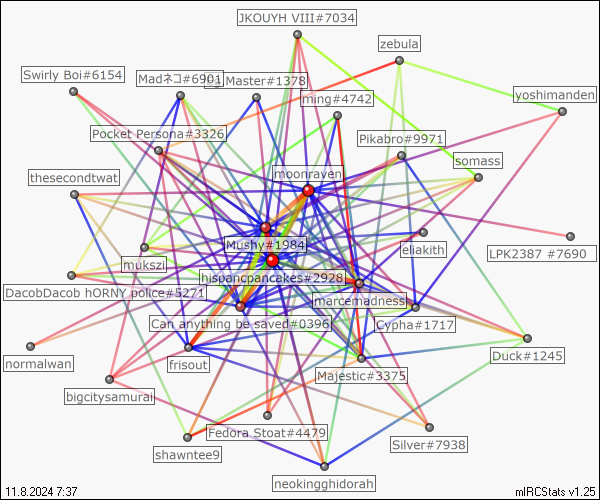 JKOUYH VIII#7034
zebula
Swirly Boi#6154
Madネコ#6901
Master#1378
ming#4742
yoshimanden
Pocket Persona#3326
Pikabro#9971
somass
thesecondtwat
moonraven
Mushy#1984
eliakith
LPK2387 #7690
mukszi
hispancpancakes#2928
DacobDacob hORNY police#5271
marcemadness
Can anything be saved#0396
Cypha#1717
normalwan
frisout
Duck#1245
Majestic#3375
bigcitysamurai
Fedora Stoat#4479
Silver#7938
shawntee9
neokingghidorah
11.8.2024 7:37
mIRCStats v1.25